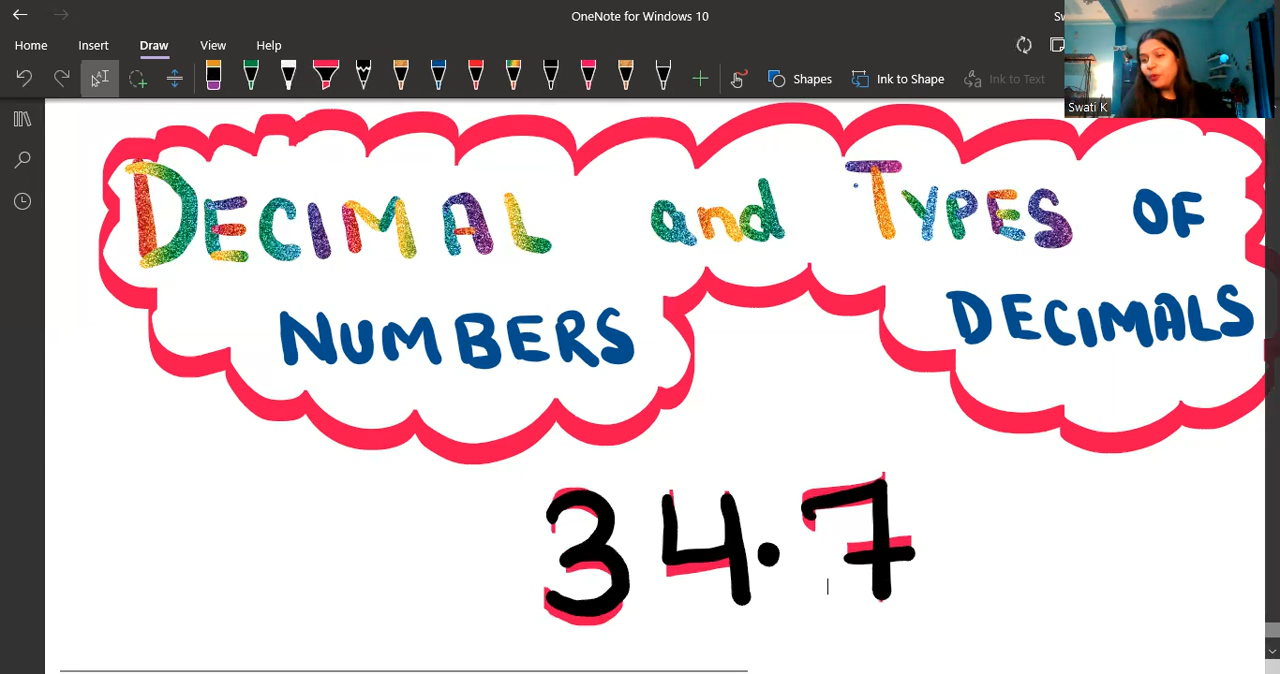 OneNote for Windows 10
Sw
Home Insert Draw View Help
Shapes Ink to Shape Ink to Text
Swati K
DECIMAL and TYPES OF
NUMBERS DECIMALS
34.7